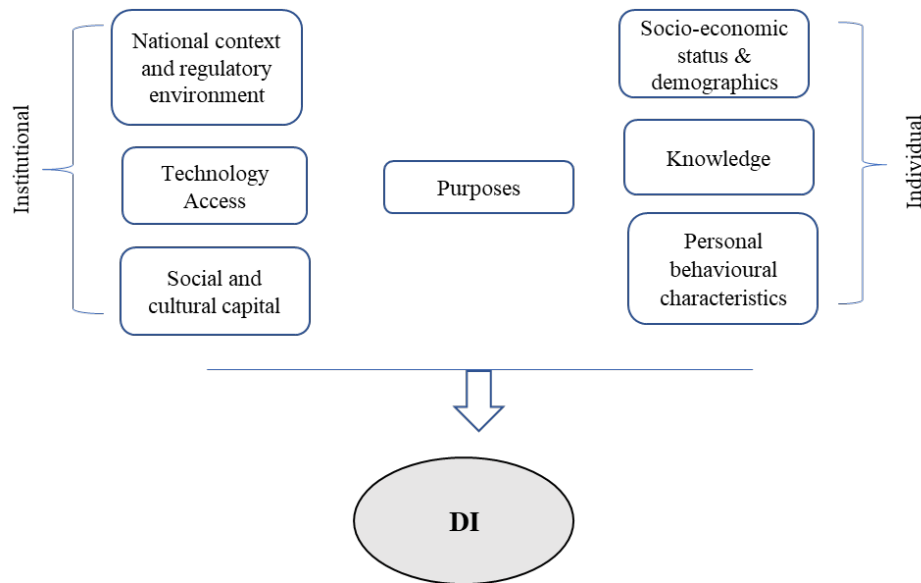 Institutional
National context
and regulatory
environment
Technology
Access
Social and
cultural capital
Purposes
Socio-economic
status &
demographics
Knowledge
Personal
behavioural
characteristics
Individual
DI